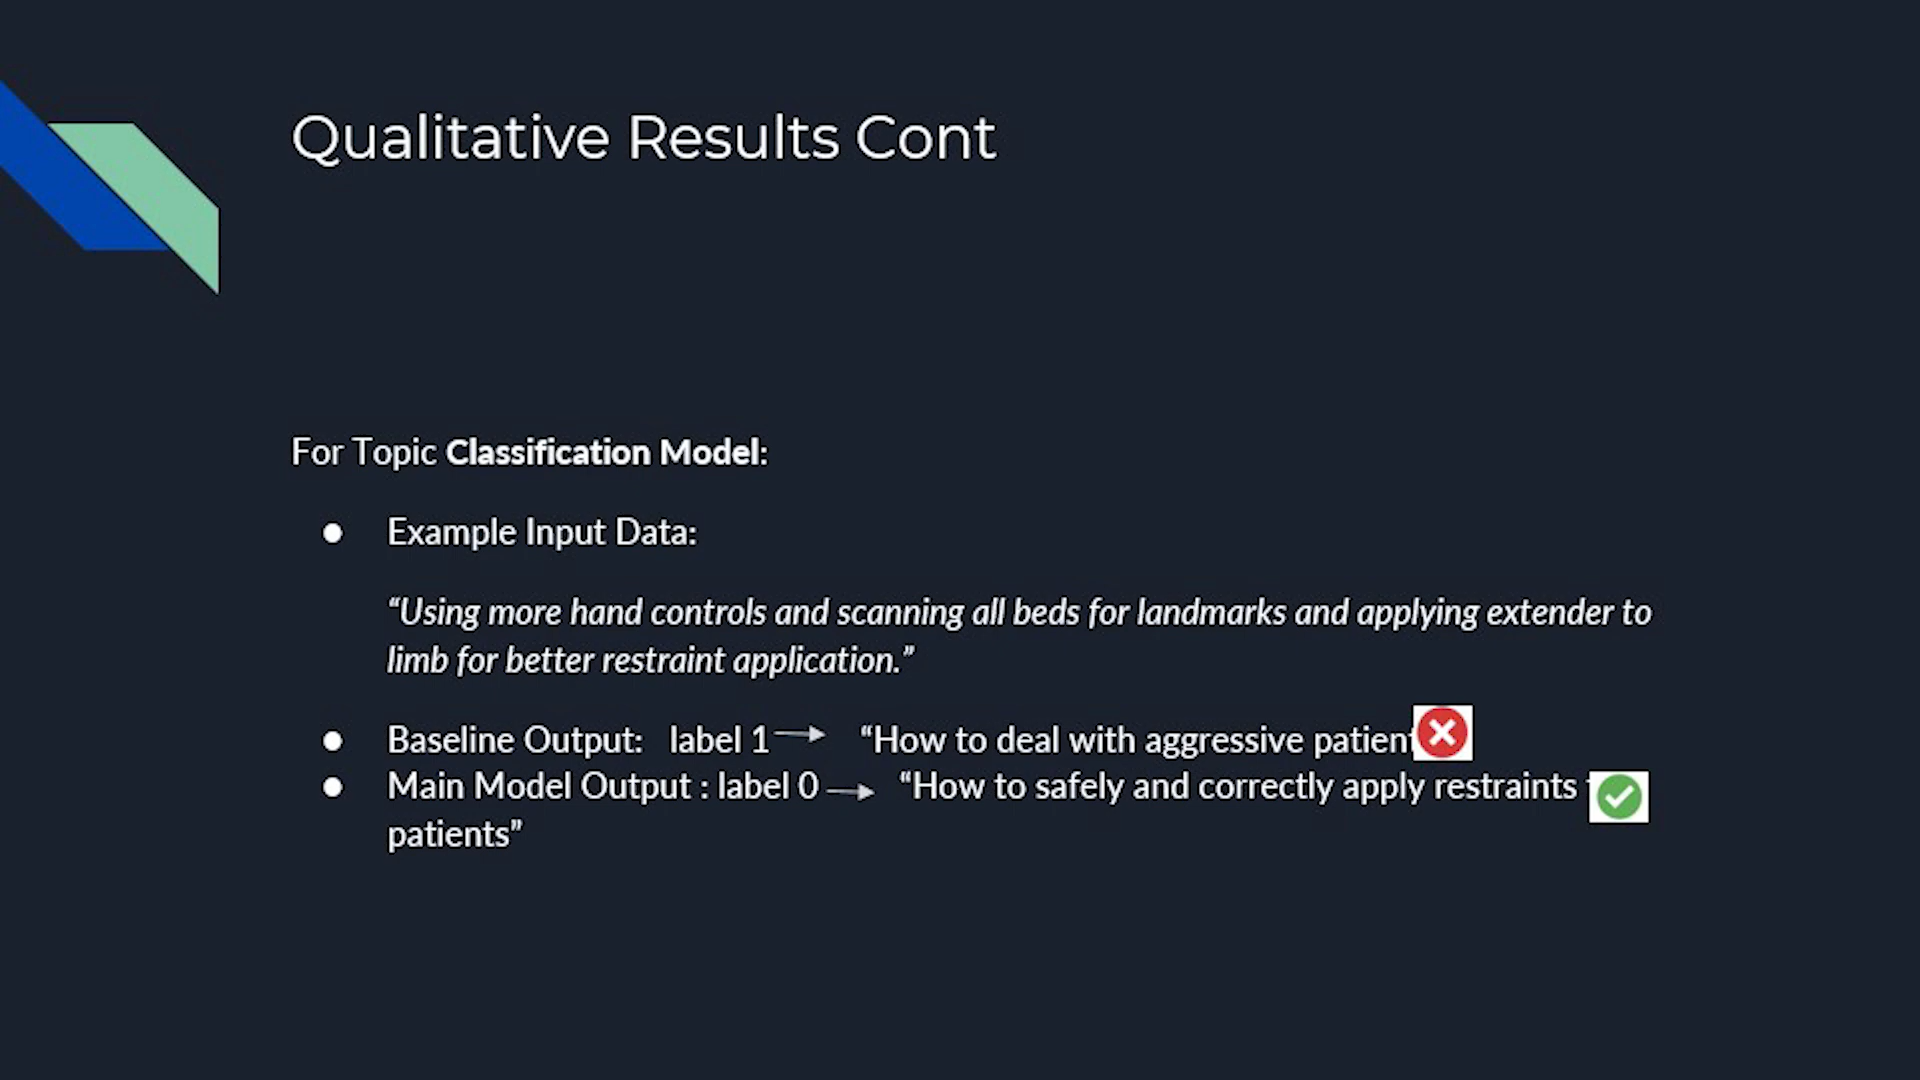 Qualitative Results Cont
For Topic Classification Model:
● Example Input Data:
“Using more hand controls and scanning all beds for landmarks and applying extender to
limb for better restraint application.”
● Baseline Output: label 1 “How to deal with aggressive patient
● Main Model Output : label 0 “How to safely and correctly apply restraints
patients”